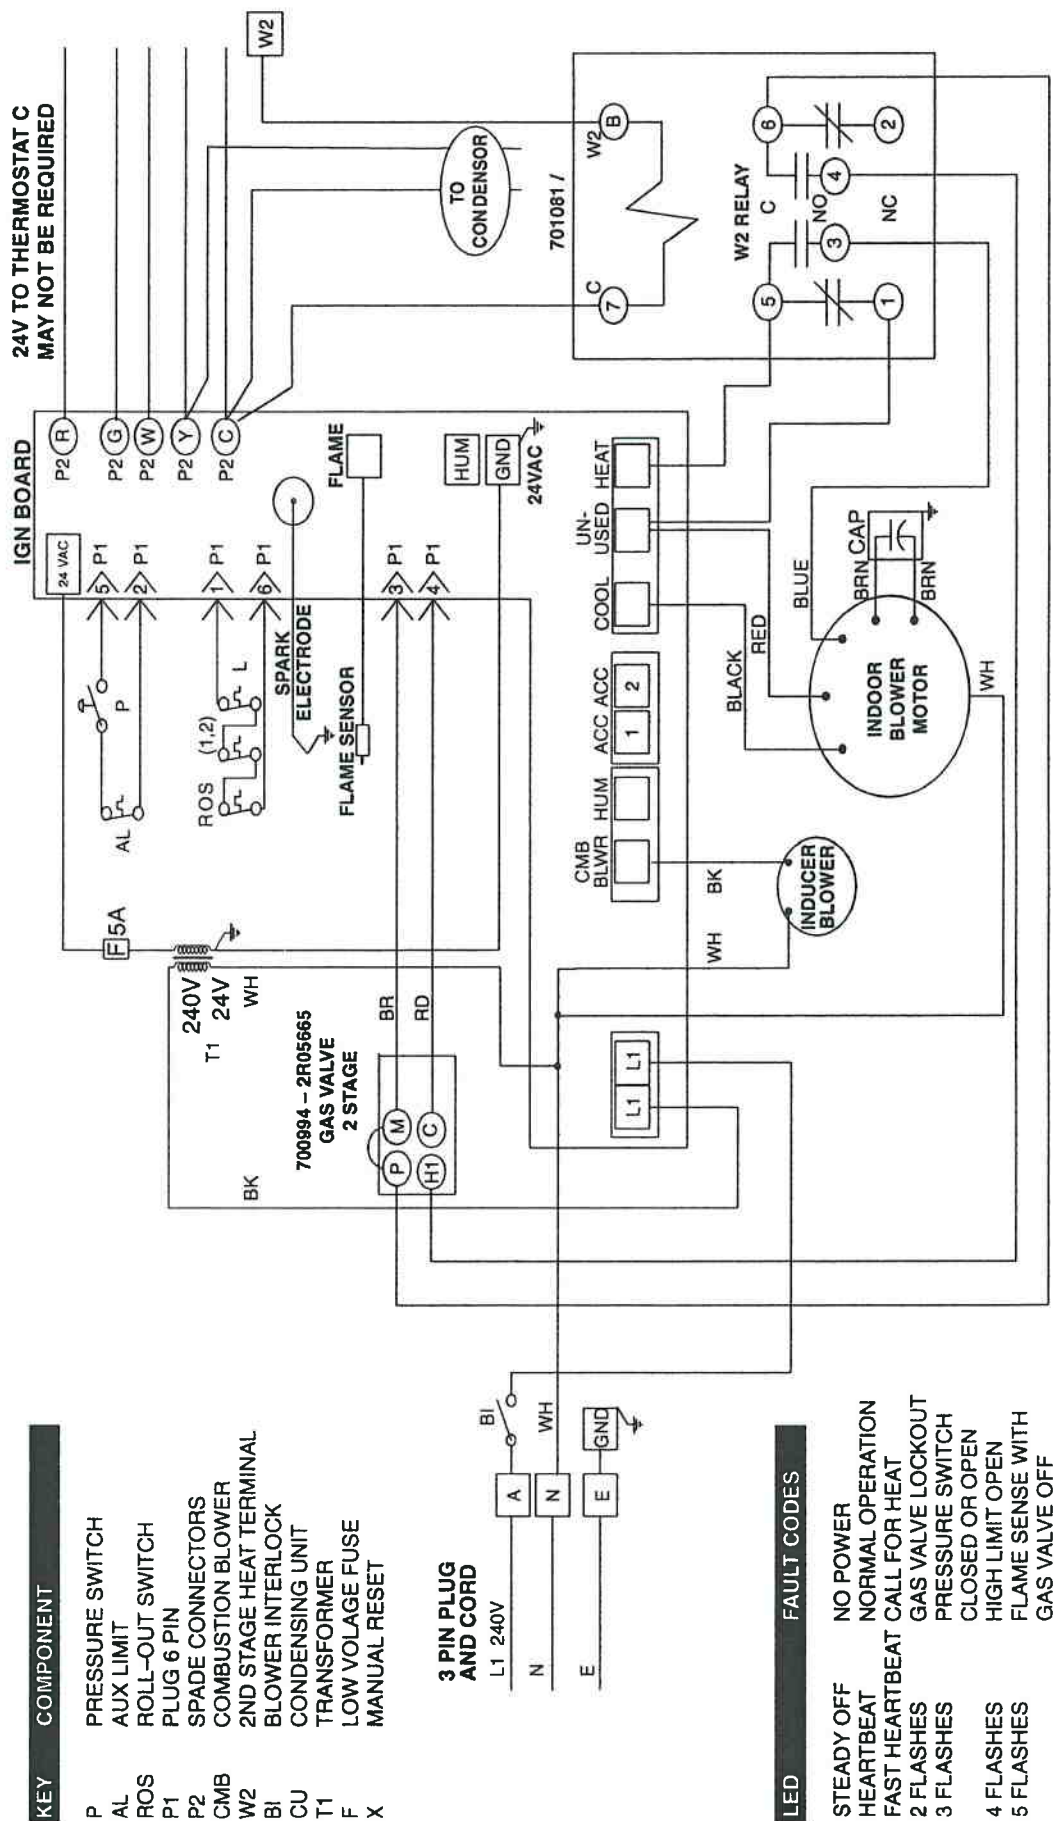 24V TO THERMOSTAT C
MAY NOT BE REQUIRED
W2
IGN BOARD
P2 R
P2 G
P2 W
P2 Y
P2 C
24 VAC
5 P1
2 P1
1 P1
6 P1
3 P1
4 P1
P
AL
ROS (1,2) L
SPARK
ELECTRODE
FLAME SENSOR
FLAME
HUM
GND
24VAC
F 5A
240V
24V
T1
WH
BK
700994 – 2R05665
GAS VALVE
2 STAGE
P M
H1 C
BR
RD
TO
CONDENSOR
701081 /
W2 B
7 C
W2 RELAY
C
NO
NC
6
2
4
3
5
1
CMB
BLWR
HUM
ACC ACC
1 2
COOL
UN-
USED
HEAT
L1 L1
BK
WH
INDUCER
BLOWER
BLACK
RED
BLUE
BRN
BRN
CAP
WH
INDOOR
BLOWER
MOTOR
3 PIN PLUG
AND CORD
L1 240V
N
E
A
N
E
BI
WH
GND
KEY COMPONENT
P PRESSURE SWITCH
AL AUX LIMIT
ROS ROLL–OUT SWITCH
P1 PLUG 6 PIN
P2 SPADE CONNECTORS
CMB COMBUSTION BLOWER
W2 2ND STAGE HEAT TERMINAL
BI BLOWER INTERLOCK
CU CONDENSING UNIT
T1 TRANSFORMER
F LOW VOLAGE FUSE
X MANUAL RESET
LED FAULT CODES
STEADY OFF NO POWER
HEARTBEAT NORMAL OPERATION
FAST HEARTBEAT CALL FOR HEAT
2 FLASHES GAS VALVE LOCKOUT
3 FLASHES PRESSURE SWITCH
CLOSED OR OPEN
4 FLASHES HIGH LIMIT OPEN
5 FLASHES FLAME SENSE WITH
GAS VALVE OFF